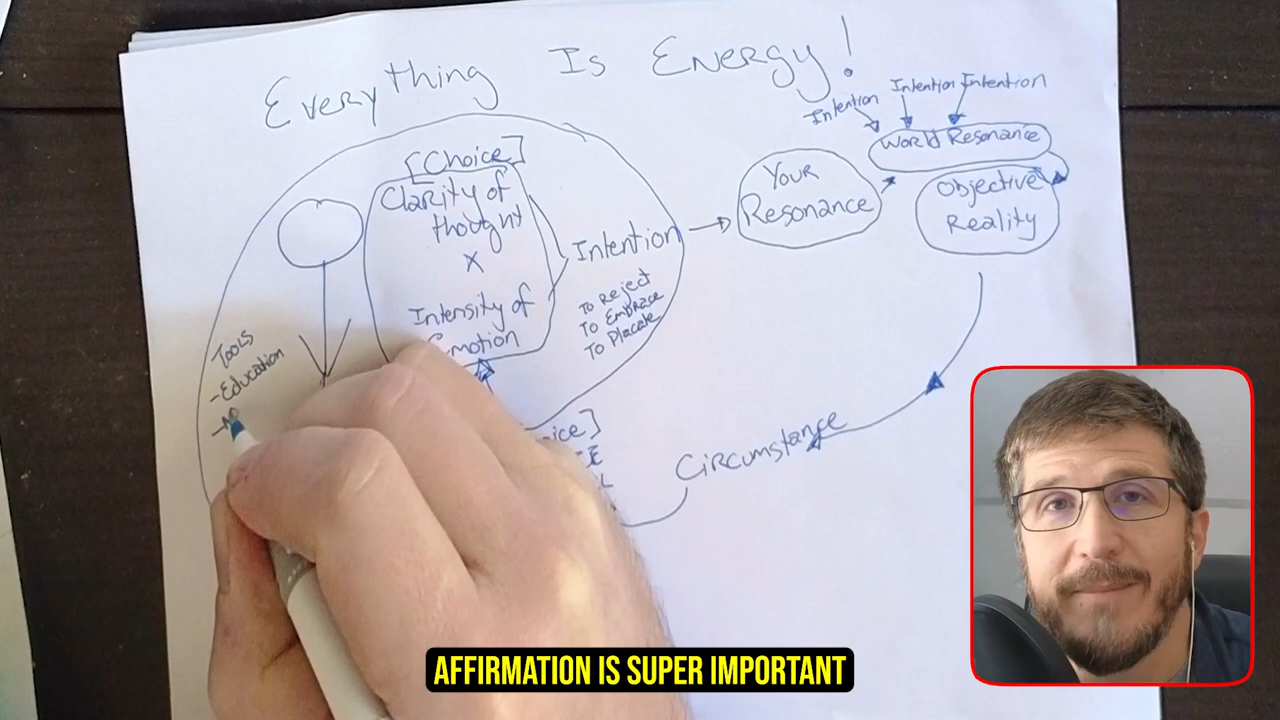 Everything Is Energy!
[Choice]
Clarity of
thought
x
Intensity of
Emotion
Intention
To Reject
To Embrace
To Placate
Your
Resonance
Intention
Intention
Intention
World Resonance
Objective
Reality
Tools
-Education
Circumstance
AFFIRMATION IS SUPER IMPORTANT